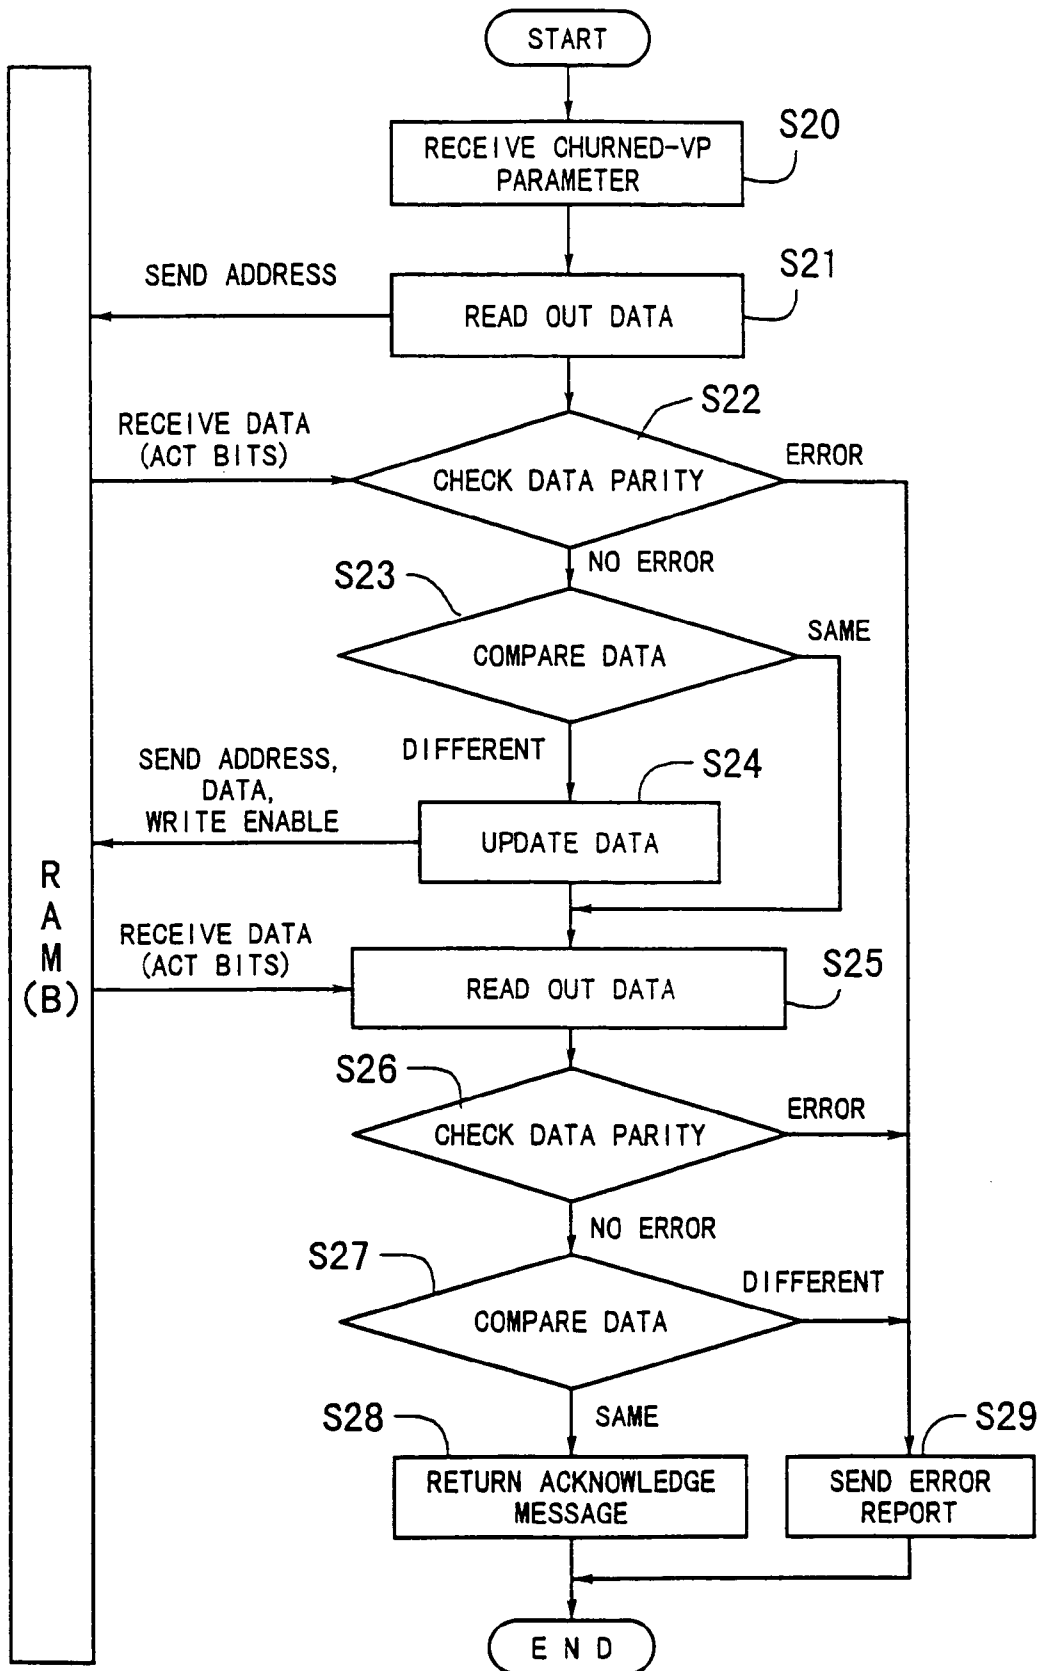 START
RECEIVE CHURNED-VP
PARAMETER
S20
SEND ADDRESS
READ OUT DATA
S21
RECEIVE DATA
(ACT BITS)
CHECK DATA PARITY
S22
ERROR
NO ERROR
S23
COMPARE DATA
SAME
DIFFERENT
SEND ADDRESS,
DATA,
WRITE ENABLE
S24
UPDATE DATA
RAM(B)
RECEIVE DATA
(ACT BITS)
READ OUT DATA
S25
S26
CHECK DATA PARITY
ERROR
NO ERROR
S27
COMPARE DATA
DIFFERENT
SAME
S28
RETURN ACKNOWLEDGE
MESSAGE
S29
SEND ERROR
REPORT
END